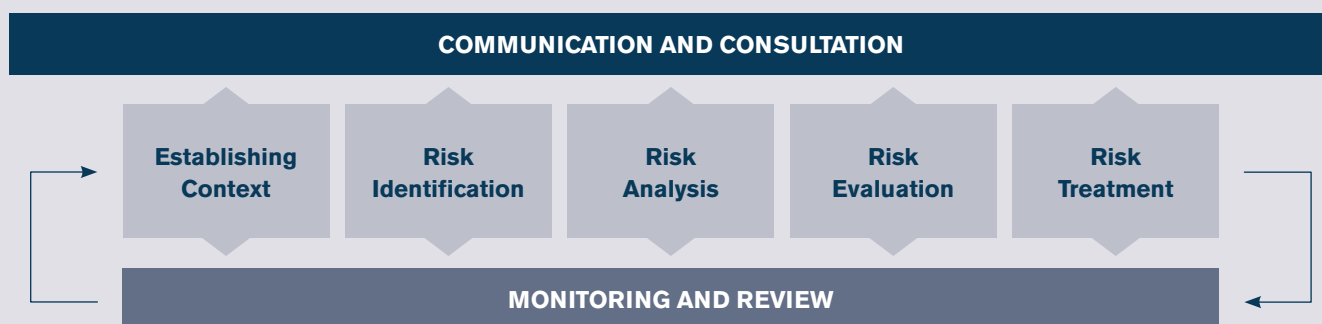 COMMUNICATION AND CONSULTATION
Establishing
Context
Risk
Identification
Risk
Analysis
Risk
Evaluation
Risk
Treatment
MONITORING AND REVIEW